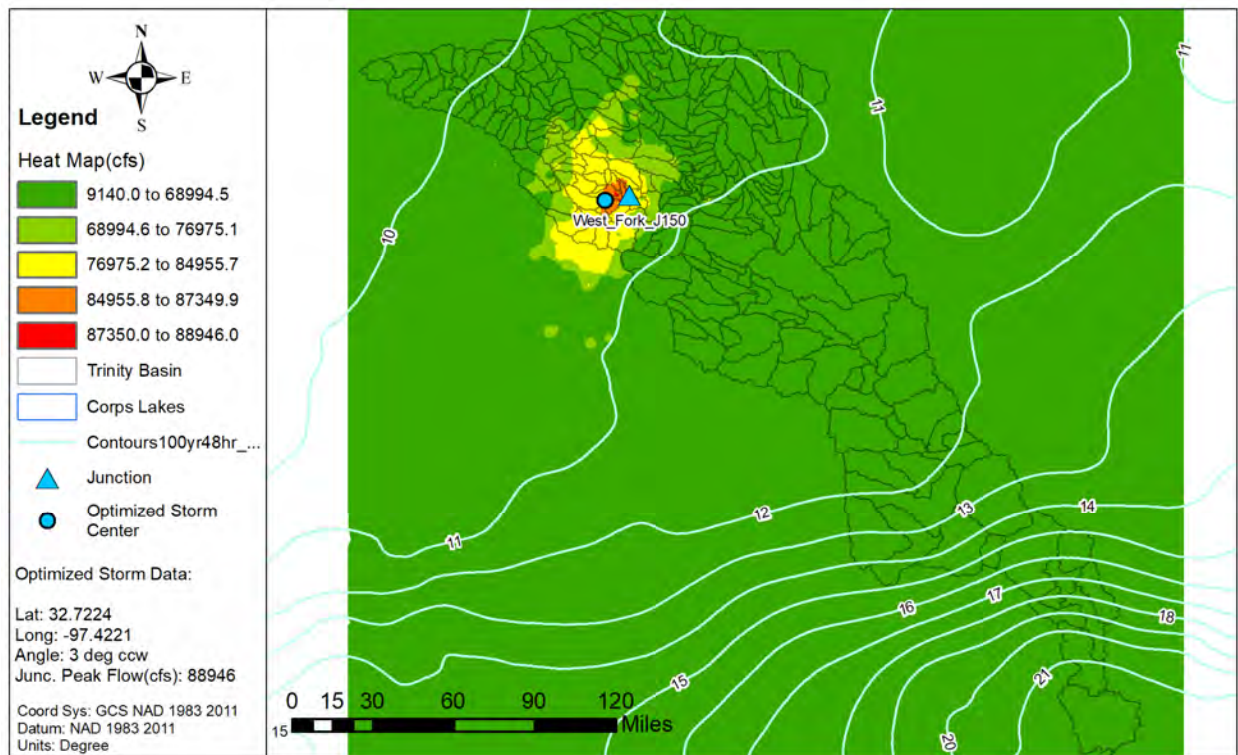 N
W E
S
Legend
Heat Map(cfs)
9140.0 to 68994.5
68994.6 to 76975.1
76975.2 to 84955.7
84955.8 to 87349.9
87350.0 to 88946.0
Trinity Basin
Corps Lakes
Contours100yr48hr_...
Junction
Optimized Storm
Center
Optimized Storm Data:
Lat: 32.7224
Long: -97.4221
Angle: 3 deg ccw
Junc. Peak Flow(cfs): 88946
Coord Sys: GCS NAD 1983 2011
Datum: NAD 1983 2011
Units: Degree
11
11
West_Fork_J150
10
12
13
14
11
16
17
18
15
21
20
0 15 30 60 90 120
Miles
15